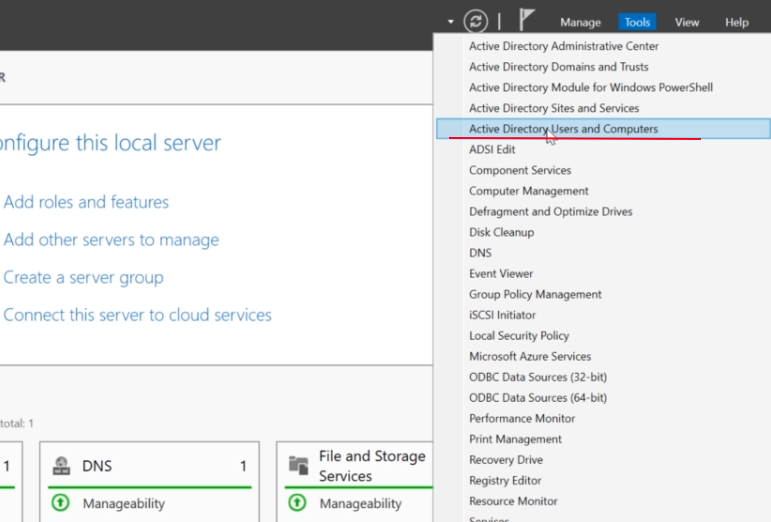 Manage Tools View Help
R
Active Directory Administrative Center
Active Directory Domains and Trusts
Active Directory Module for Windows PowerShell
Active Directory Sites and Services
Active Directory Users and Computers
ADSI Edit
Component Services
Computer Management
Defragment and Optimize Drives
Disk Cleanup
DNS
Event Viewer
Group Policy Management
iSCSI Initiator
Local Security Policy
Microsoft Azure Services
ODBC Data Sources (32-bit)
ODBC Data Sources (64-bit)
Performance Monitor
Print Management
Recovery Drive
Registry Editor
Resource Monitor
Services
onfigure this local server
Add roles and features
Add other servers to manage
Create a server group
Connect this server to cloud services
total: 1
1
DNS 1
Manageability
File and Storage
Services
Manageability